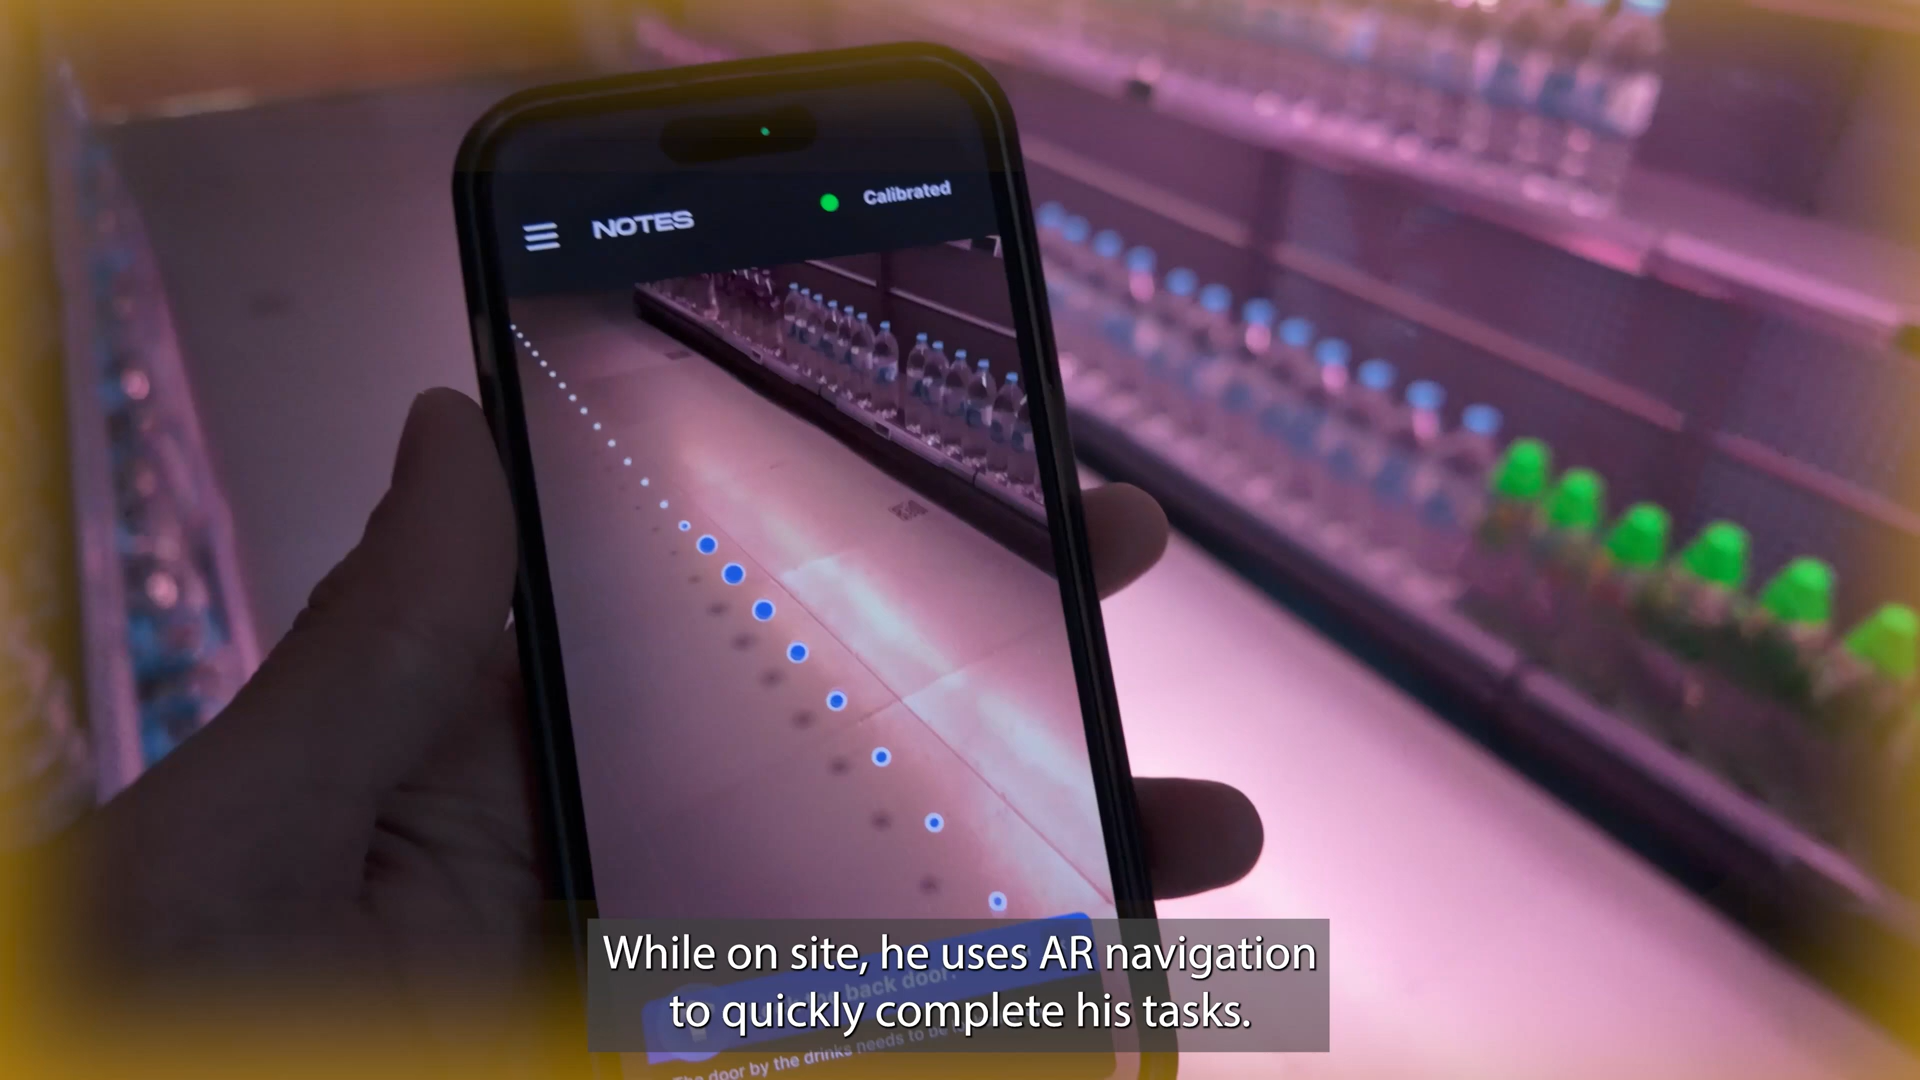 NOTES
Calibrated
While on site, he uses AR navigation
to quickly complete his tasks.
back door.
The door by the drinks needs to be